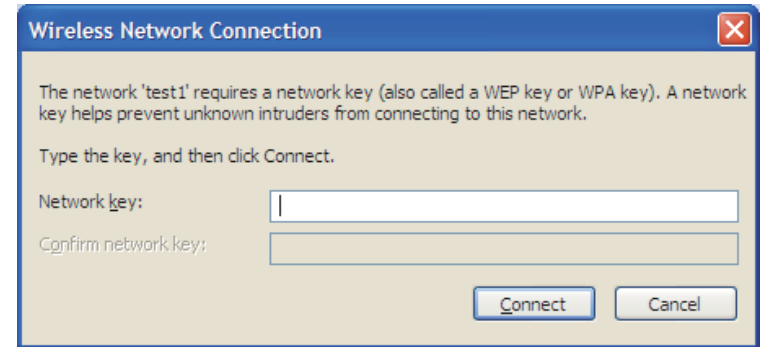 Wireless Network Connection
The network 'test1' requires a network key (also called a WEP key or WPA key). A network
key helps prevent unknown intruders from connecting to this network.
Type the key, and then click Connect.
Network key:
Confirm network key:
Connect Cancel